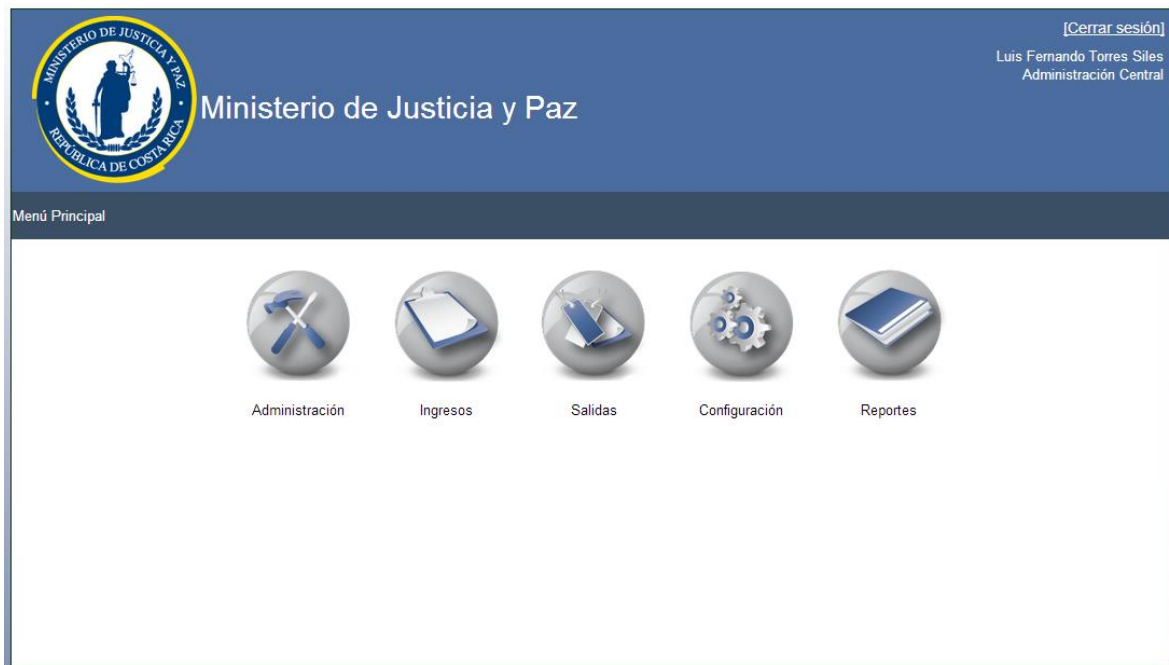 MINISTERIO DE JUSTICIA Y PAZ
REPÚBLICA DE COSTA RICA
Ministerio de Justicia y Paz
[Cerrar sesión]
Luis Fernando Torres Siles
Administración Central
Menú Principal
Administración
Ingresos
Salidas
Configuración
Reportes